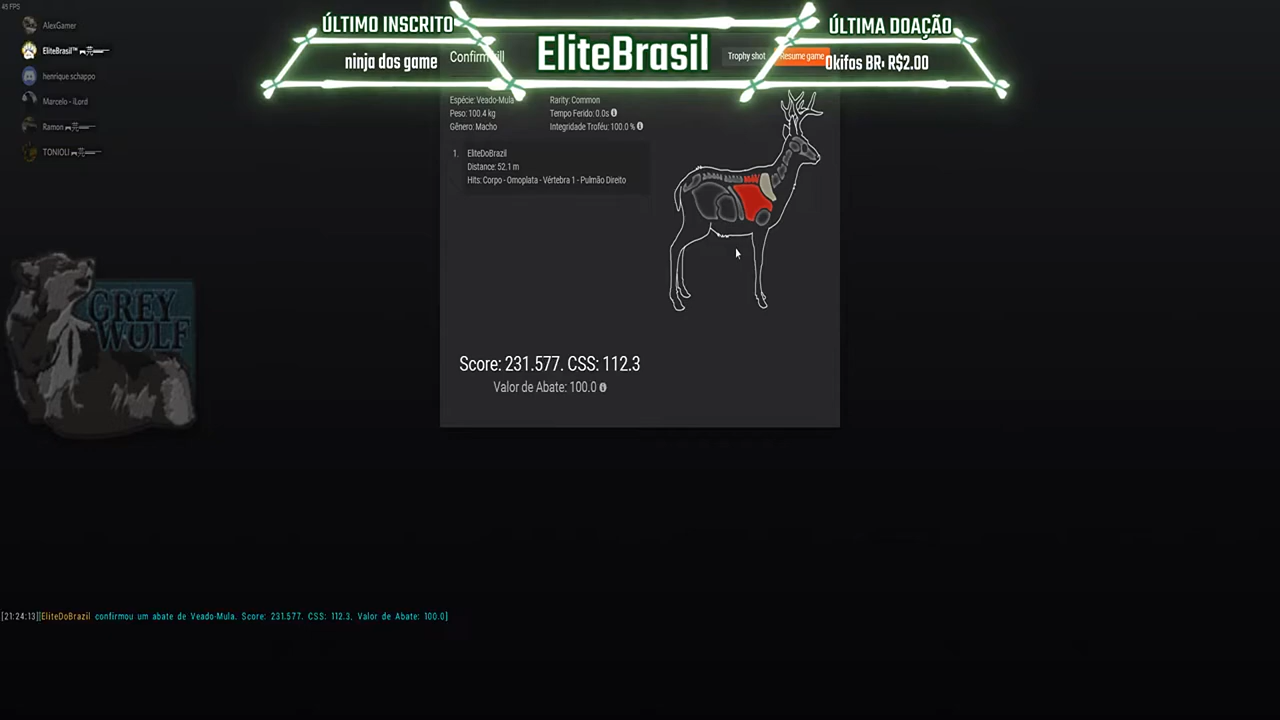 45 FPS
AlexGamer
EliteBrasil™
henrique schappo
Marcelo - iLord
Ramon
TONIOLI
ÚLTIMO INSCRITO
ninja dos game
EliteBrasil
ÚLTIMA DOAÇÃO
Okifos BR: R$2.00
Confirm kill
Trophy shot
Resume game
Espécie: Veado-Mula
Peso: 100.4 kg
Gênero: Macho
Rarity: Common
Tempo Ferido: 0.0s
Integridade Troféu: 100.0 %
1. EliteDoBrazil
Distance: 52.1 m
Hits: Corpo - Omoplata - Vértebra 1 - Pulmão Direito
Score: 231.577. CSS: 112.3
Valor de Abate: 100.0
GREY
WULF
[21:24:13][EliteDoBrazil confirmou um abate de Veado-Mula. Score: 231.577. CSS: 112.3, Valor de Abate: 100.0]